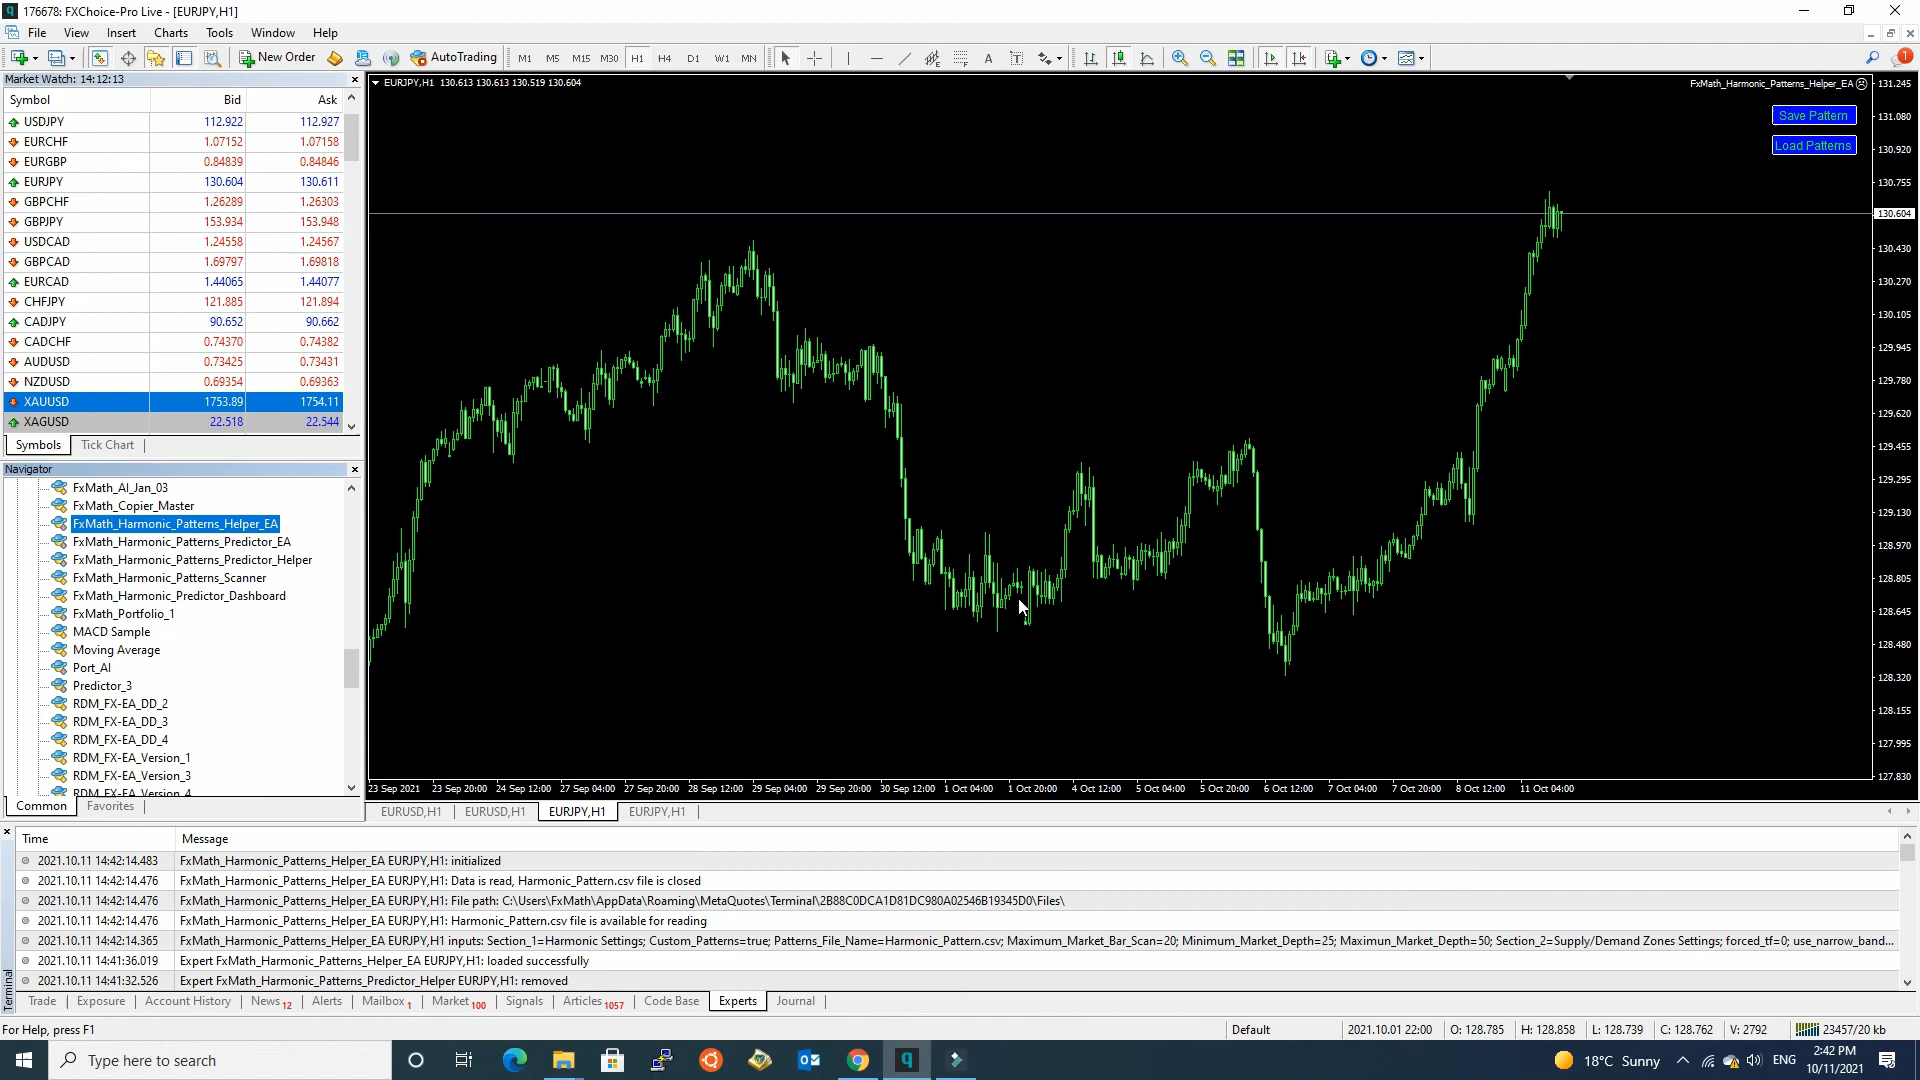 176678: FXChoice-Pro Live - [EURJPY,H1]
File View Insert Charts Tools Window Help
New Order AutoTrading M1 M5 M15 M30 H1 H4 D1 W1 MN A T 1
Market Watch: 14:12:13
Symbol Bid Ask
USDJPY 112.922 112.927
EURCHF 1.07152 1.07158
EURGBP 0.84839 0.84846
EURJPY 130.604 130.611
GBPCHF 1.26289 1.26303
GBPJPY 153.934 153.948
USDCAD 1.24558 1.24567
GBPCAD 1.69797 1.69818
EURCAD 1.44065 1.44077
CHFJPY 121.885 121.894
CADJPY 90.652 90.662
CADCHF 0.74370 0.74382
AUDUSD 0.73425 0.73431
NZDUSD 0.69354 0.69363
XAUUSD 1753.89 1754.11
XAGUSD 22.518 22.544
Symbols Tick Chart
Navigator
FxMath_AI_Jan_03
FxMath_Copier_Master
FxMath_Harmonic_Patterns_Helper_EA
FxMath_Harmonic_Patterns_Predictor_EA
FxMath_Harmonic_Patterns_Predictor_Helper
FxMath_Harmonic_Patterns_Scanner
FxMath_Harmonic_Predictor_Dashboard
FxMath_Portfolio_1
MACD Sample
Moving Average
Port_AI
Predictor_3
RDM_FX-EA_DD_2
RDM_FX-EA_DD_3
RDM_FX-EA_DD_4
RDM_FX-EA_Version_1
RDM_FX-EA_Version_3
RDM_FX-EA_Version_4
Common Favorites
EURJPY,H1 130.613 130.613 130.519 130.604
FxMath_Harmonic_Patterns_Helper_EA
Save Pattern
Load Patterns
131.245
131.080
130.920
130.755
130.604
130.430
130.270
130.105
129.945
129.780
129.620
129.455
129.295
129.130
128.970
128.805
128.645
128.480
128.320
128.155
127.995
127.830
23 Sep 2021 23 Sep 20:00 24 Sep 12:00 27 Sep 04:00 27 Sep 20:00 28 Sep 12:00 29 Sep 04:00 29 Sep 20:00 30 Sep 12:00 1 Oct 04:00 1 Oct 20:00 4 Oct 12:00 5 Oct 04:00 5 Oct 20:00 6 Oct 12:00 7 Oct 04:00 7 Oct 20:00 8 Oct 12:00 11 Oct 04:00
EURUSD,H1 EURUSD,H1 EURJPY,H1 EURJPY,H1
Time Message
2021.10.11 14:42:14.483 FxMath_Harmonic_Patterns_Helper_EA EURJPY,H1: initialized
2021.10.11 14:42:14.476 FxMath_Harmonic_Patterns_Helper_EA EURJPY,H1: Data is read, Harmonic_Pattern.csv file is closed
2021.10.11 14:42:14.476 FxMath_Harmonic_Patterns_Helper_EA EURJPY,H1: File path: C:\Users\FxMath\AppData\Roaming\MetaQuotes\Terminal\2B88C0DCA1D81DC980A02546B19345D0\Files\
2021.10.11 14:42:14.476 FxMath_Harmonic_Patterns_Helper_EA EURJPY,H1: Harmonic_Pattern.csv file is available for reading
2021.10.11 14:42:14.365 FxMath_Harmonic_Patterns_Helper_EA EURJPY,H1 inputs: Section_1=Harmonic Settings; Custom_Patterns=true; Patterns_File_Name=Harmonic_Pattern.csv; Maximum_Market_Bar_Scan=20; Minimum_Market_Depth=25; Maximun_Market_Depth=50; Section_2=Supply/Demand Zones Settings; forced_tf=0; use_narrow_band...
2021.10.11 14:41:36.019 Expert FxMath_Harmonic_Patterns_Helper_EA EURJPY,H1: loaded successfully
2021.10.11 14:41:32.526 Expert FxMath_Harmonic_Patterns_Predictor_Helper EURJPY,H1: removed
Terminal
Trade Exposure Account History News 12 Alerts Mailbox 1 Market 100 Signals Articles 1057 Code Base Experts Journal
For Help, press F1 Default 2021.10.01 22:00 O: 128.785 H: 128.858 L: 128.739 C: 128.762 V: 2792 23457/20 kb
Type here to search 18°C Sunny ENG 2:42 PM
10/11/2021